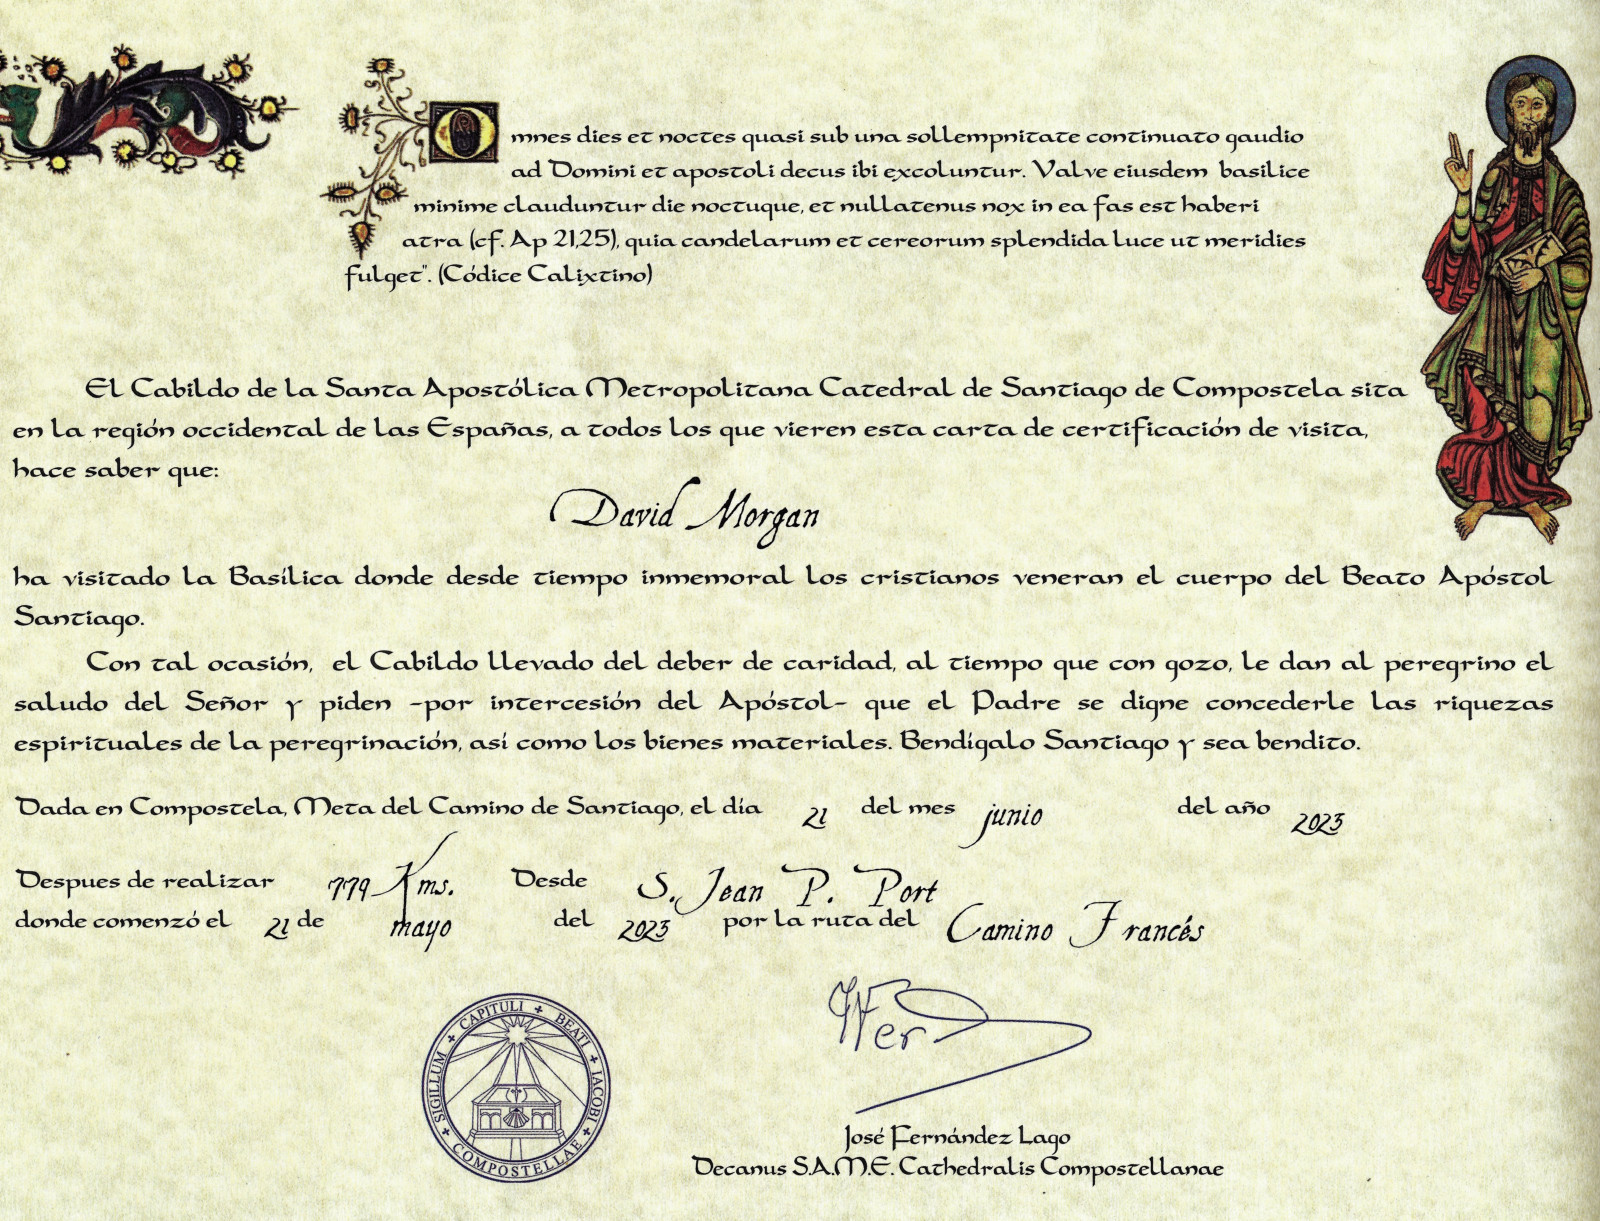 Omnes dies et noctes quasi sub una sollempnitate continuato gaudio
ad Domini et apostoli decus ibi excoluntur. Valve eiusdem basilice
minime clauduntur die noctuque, et nullatenus nox in ea fas est haberi
atra (cf. Ap 21,25), quia candelarum et cereorum splendida luce ut meridies
fulget". (Códice Calixtino)
El Cabildo de la Santa Apostólica Metropolitana Catedral de Santiago de Compostela sita
en la región occidental de las Españas, a todos los que vieren esta carta de certificación de visita,
hace saber que:
David Morgan
ha visitado la Basílica donde desde tiempo inmemoral los cristianos veneran el cuerpo del Beato Apóstol
Santiago.
Con tal ocasión, el Cabildo llevado del deber de caridad, al tiempo que con gozo, le dan al peregrino el
saludo del Señor y piden -por intercesión del Apóstol- que el Padre se digne concederle las riquezas
espirituales de la peregrinación, así como los bienes materiales. Bendígalo Santiago y sea bendito.
Dada en Compostela, Meta del Camino de Santiago, el día 21 del mes junio del año 2023
Despues de realizar 779 Kms. Desde S. Jean P. Port
donde comenzó el 21 de mayo del 2023 por la ruta del Camino Francés
SIGILLUM + CAPITULI + BEATI + IACOBI + COMPOSTELLAE +
José Fernández Lago
Decanus S.A.M.E. Cathedralis Compostellanae